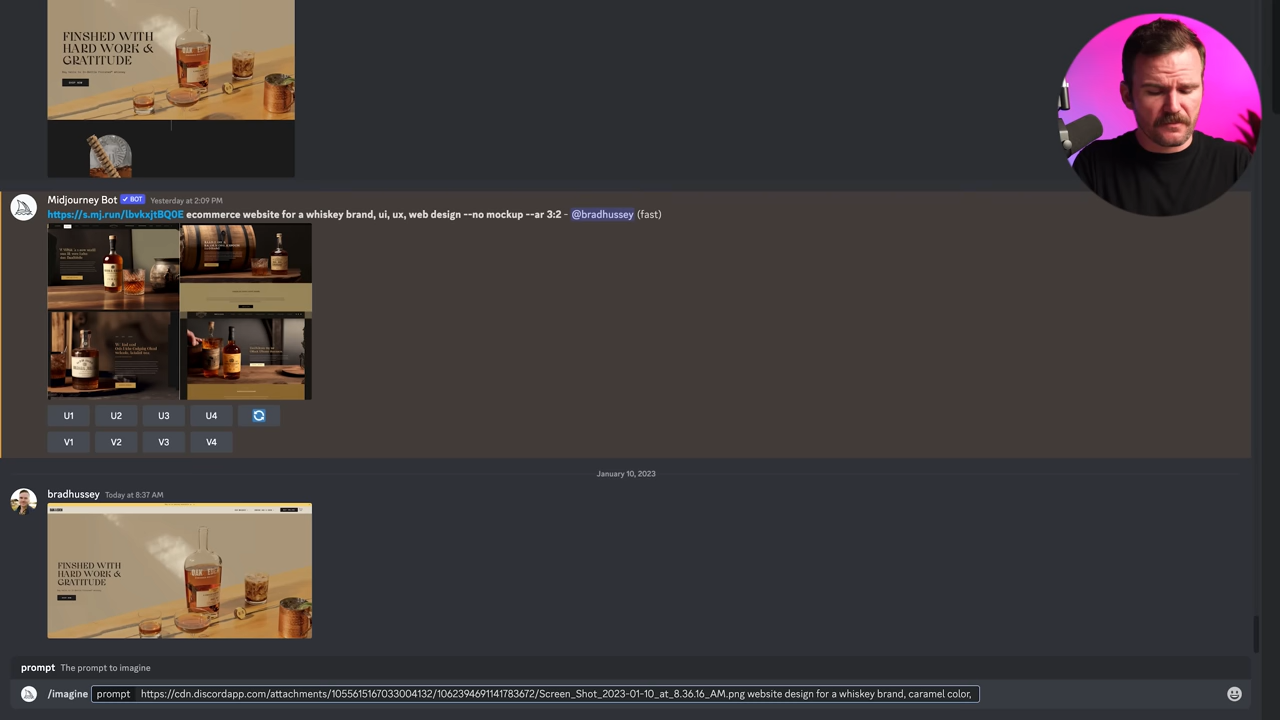 FINSHED WITH
HARD WORK &
GRATITUDE
Midjourney Bot ✓ BOT Yesterday at 2:09 PM
https://s.mj.run/lbvkxjtBQ0E ecommerce website for a whiskey brand, ui, ux, web design --no mockup --ar 3:2 - @bradhussey (fast)
U1 U2 U3 U4
V1 V2 V3 V4
January 10, 2023
bradhussey Today at 8:37 AM
FINSHED WITH
HARD WORK &
GRATITUDE
prompt The prompt to imagine
/imagine prompt https://cdn.discordapp.com/attachments/1055615167033004132/1062394691141783672/Screen_Shot_2023-01-10_at_8.36.16_AM.png website design for a whiskey brand, caramel color,